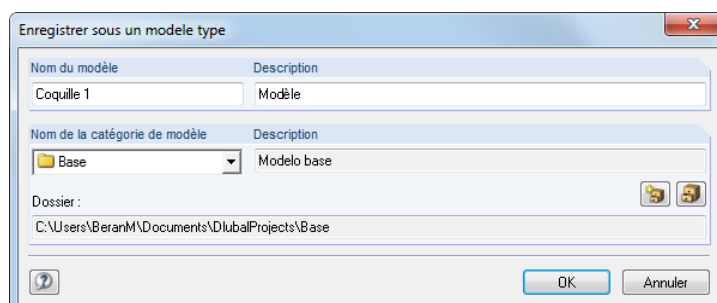 Enregistrer sous un modele type
Nom du modèle Description
Coquille 1 Modèle
Nom de la catégorie de modèle Description
Base Modelo base
Dossier :
C:\Users\BeranM\Documents\DlubalProjects\Base
OK Annuler